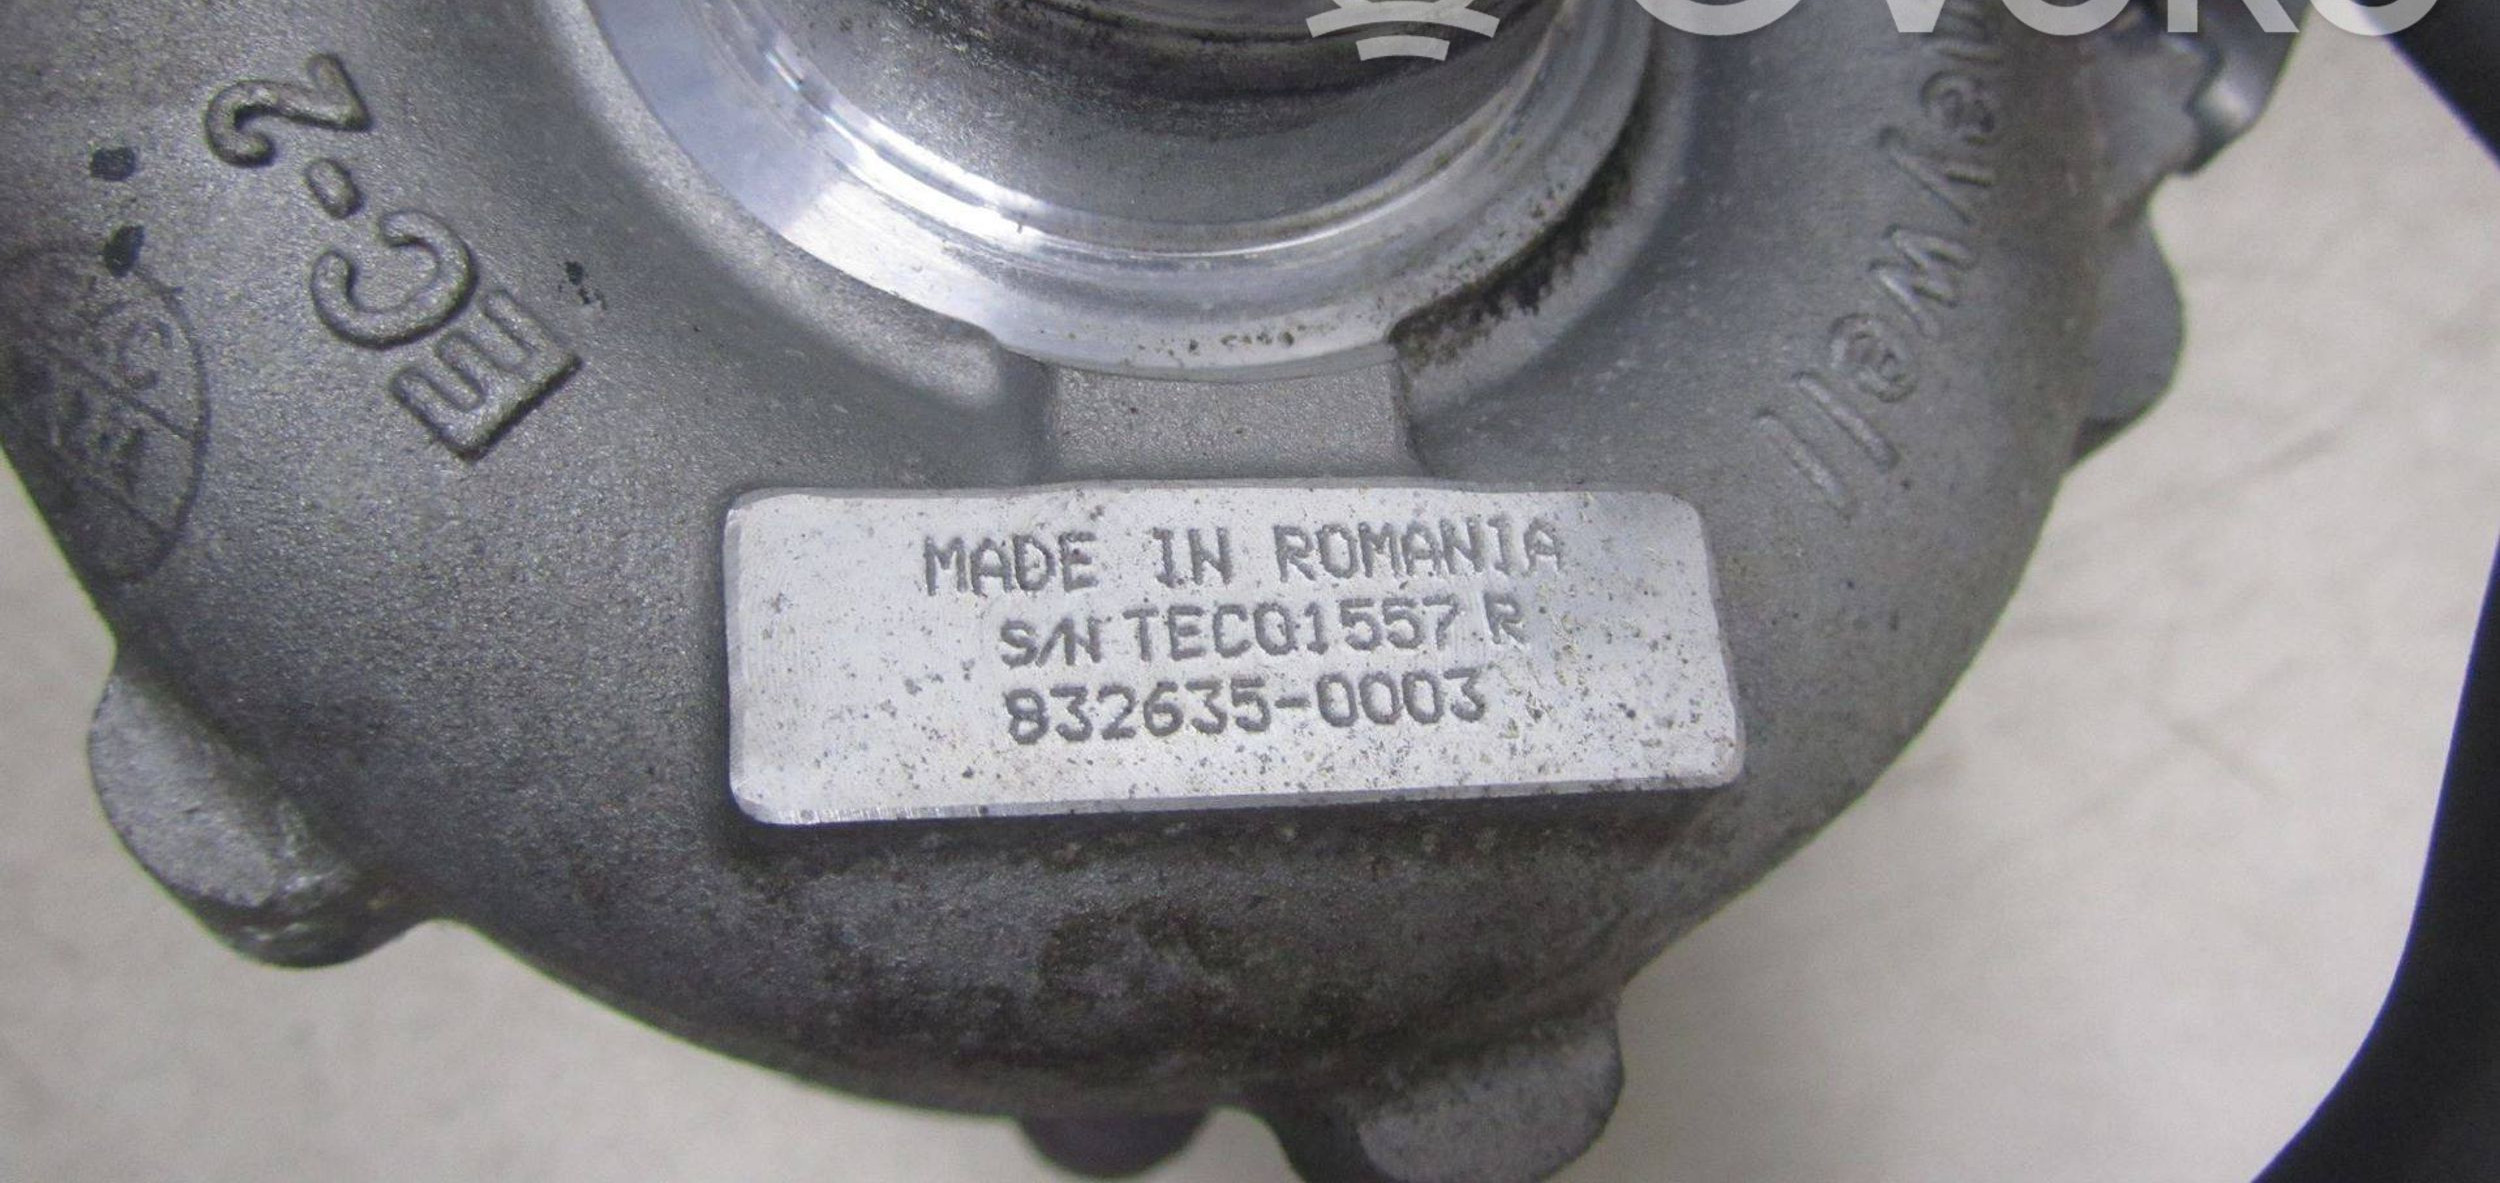 EC-2
Honeywell
MADE IN ROMANIA
S/N TEC01557 R
832635-0003